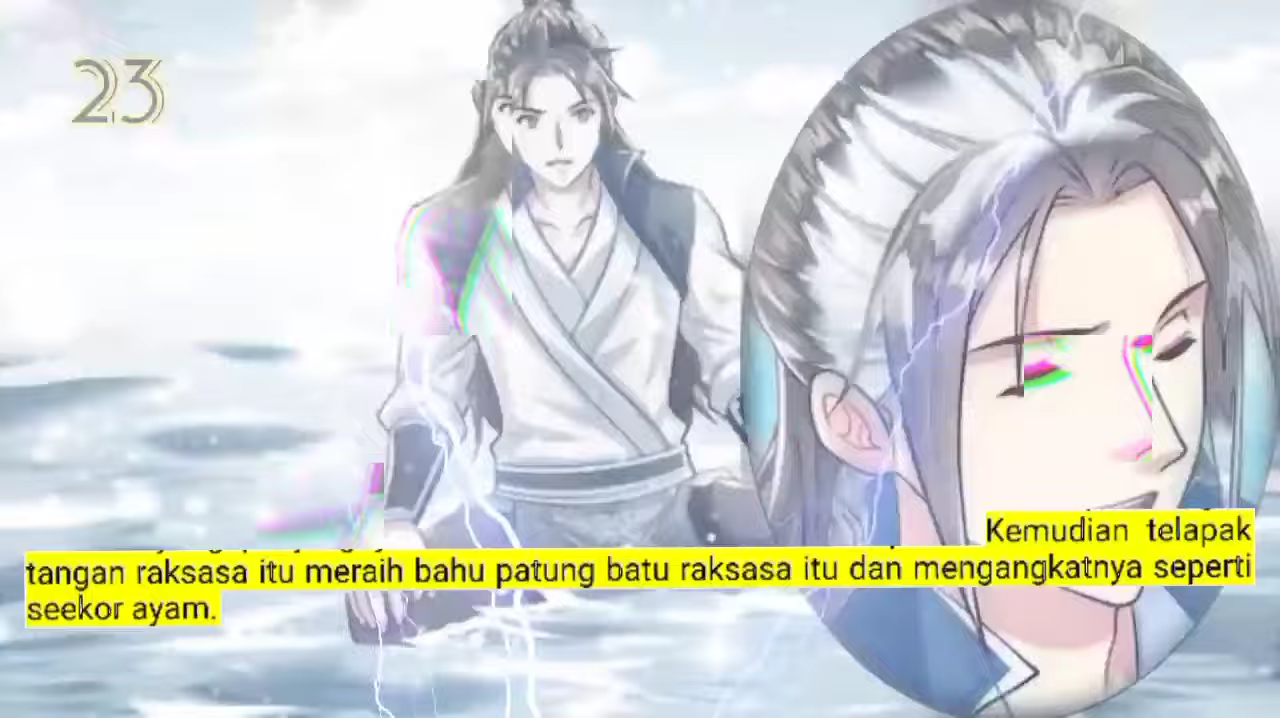 23
Kemudian telapak
tangan raksasa itu meraih bahu patung batu raksasa itu dan mengangkatnya seperti
seekor ayam.